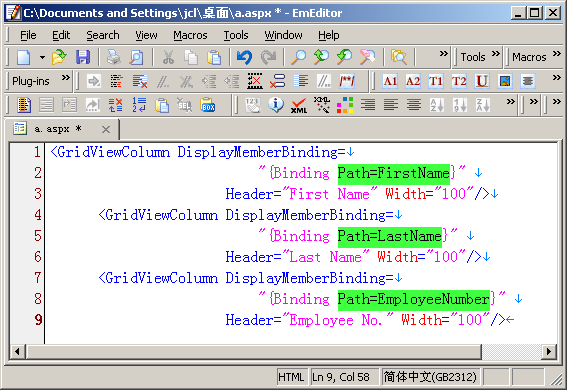 C:\Documents and Settings\jcl\桌面\a.aspx * - EmEditor
File Edit Search View Macros Tools Window Help
Tools » Macros »
Plug-ins » A1 A2 T1 T2 U
123 XML XML
a.aspx *
1 <GridViewColumn DisplayMemberBinding=↓
2 "{Binding Path=FirstName}" ↓
3 Header="First Name" Width="100"/>↓
4 <GridViewColumn DisplayMemberBinding=↓
5 "{Binding Path=LastName}" ↓
6 Header="Last Name" Width="100"/>↓
7 <GridViewColumn DisplayMemberBinding=↓
8 "{Binding Path=EmployeeNumber}" ↓
9 Header="Employee No." Width="100"/>←
HTML Ln 9, Col 58 简体中文(GB2312)